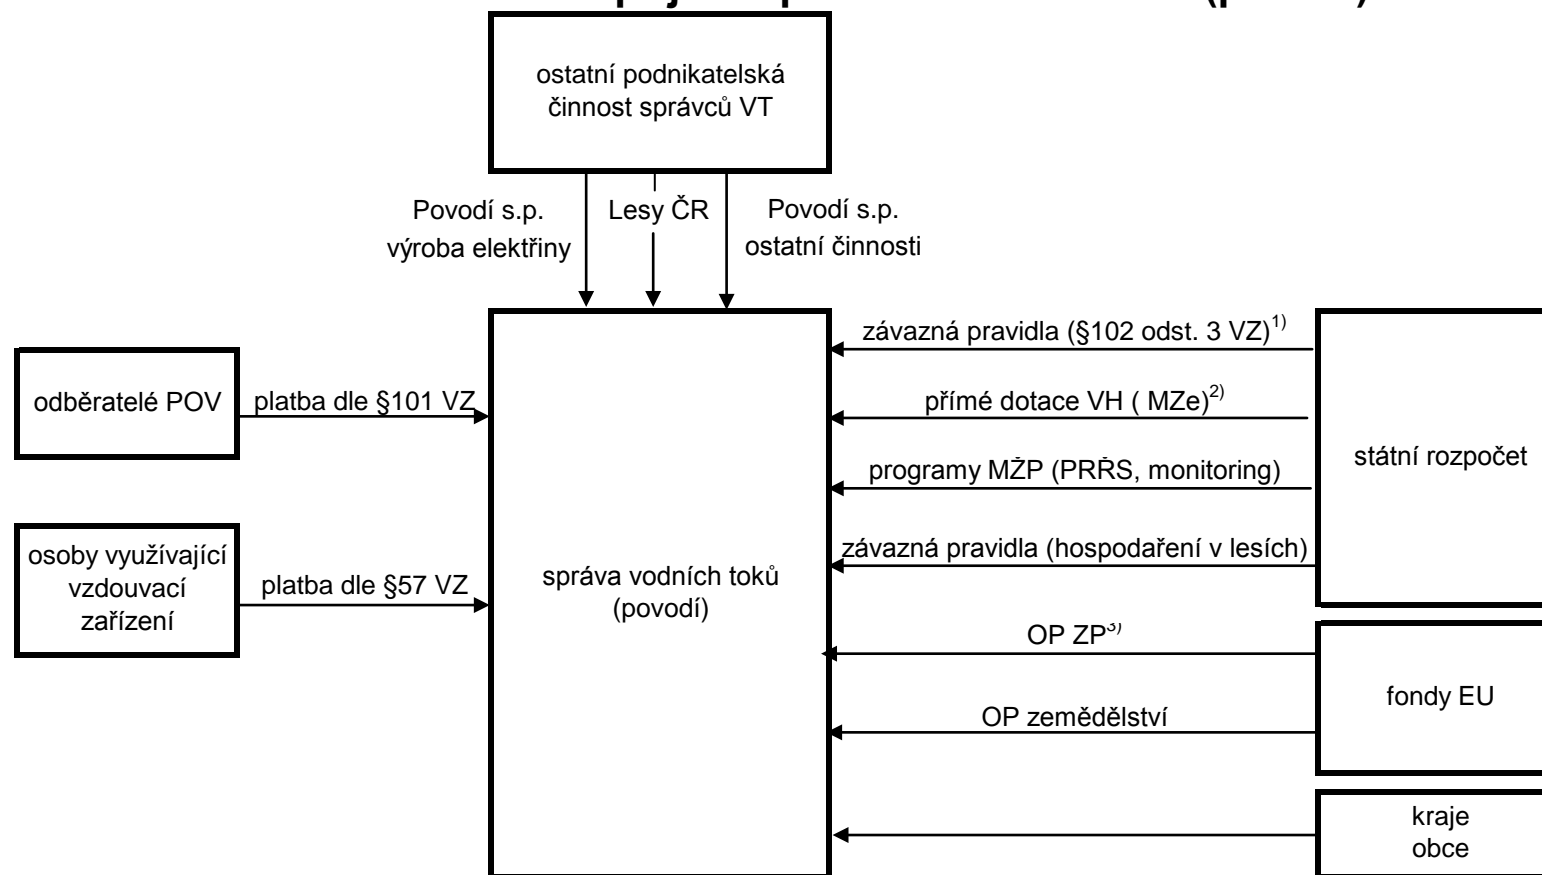 ostatní podnikatelská
činnost správců VT
Povodí s.p.
výroba elektřiny
Lesy ČR
Povodí s.p.
ostatní činnosti
odběratelé POV
platba dle §101 VZ
osoby využívající
vzdouvací
zařízení
platba dle §57 VZ
správa vodních toků
(povodí)
závazná pravidla (§102 odst. 3 VZ)1)
přímé dotace VH ( MZe)2)
programy MŽP (PRŘS, monitoring)
závazná pravidla (hospodaření v lesích)
státní rozpočet
OP ZP3)
OP zemědělství
fondy EU
kraje
obce